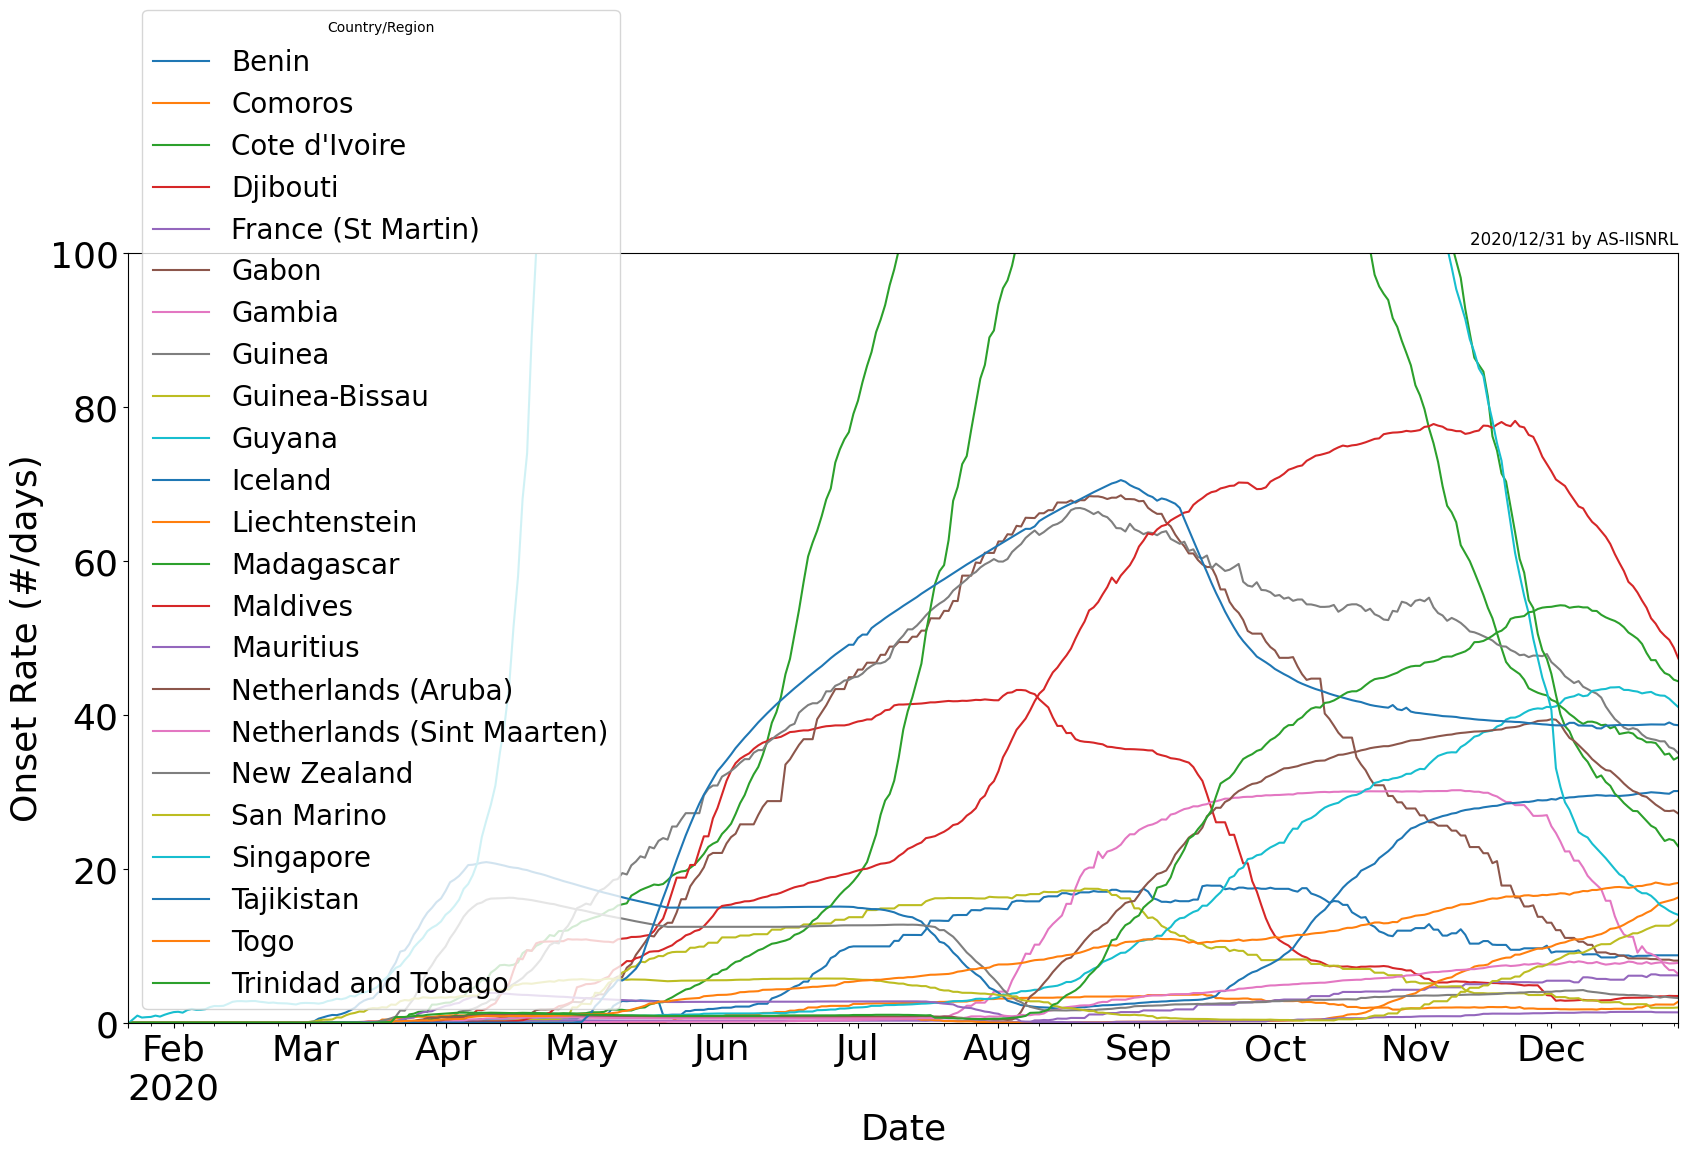 Country/Region
Benin
Comoros
Cote d'Ivoire
Djibouti
France (St Martin)
Gabon
Gambia
Guinea
Guinea-Bissau
Guyana
Iceland
Liechtenstein
Madagascar
Maldives
Mauritius
Netherlands (Aruba)
Netherlands (Sint Maarten)
New Zealand
San Marino
Singapore
Tajikistan
Togo
Trinidad and Tobago
2020/12/31 by AS-IISNRL
Onset Rate (#/days)
100
80
60
40
20
0
Feb Mar Apr May Jun Jul Aug Sep Oct Nov Dec
2020
Date